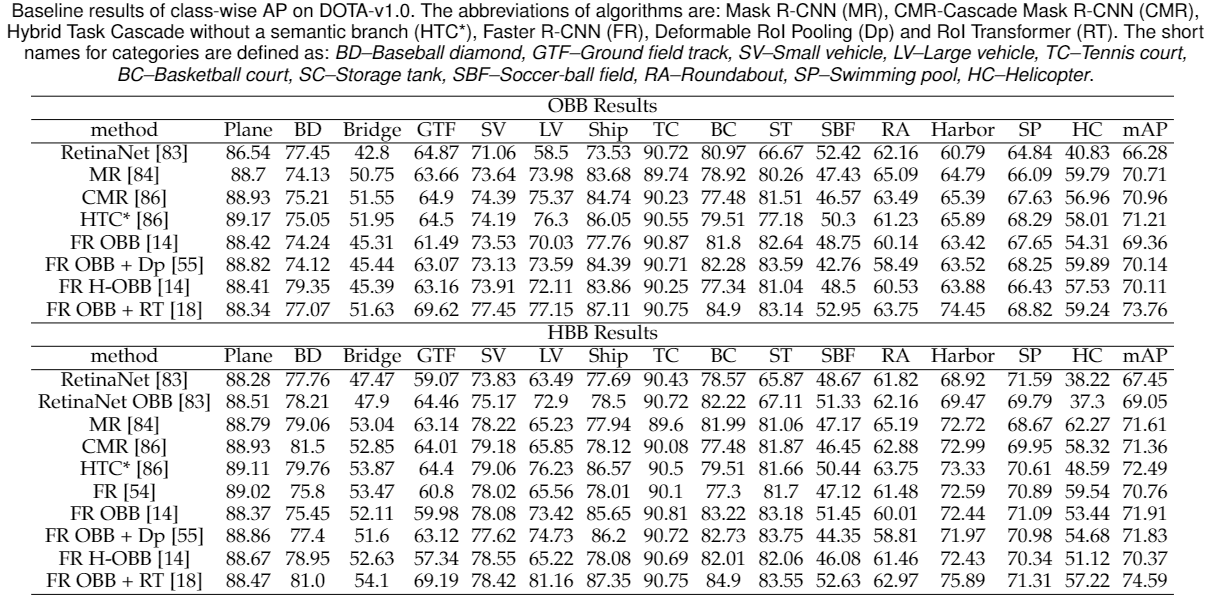 Baseline results of class-wise AP on DOTA-v1.0. The abbreviations of algorithms are: Mask R-CNN (MR), CMR-Cascade Mask R-CNN (CMR),
Hybrid Task Cascade without a semantic branch (HTC*), Faster R-CNN (FR), Deformable RoI Pooling (Dp) and RoI Transformer (RT). The short
names for categories are defined as: BD–Baseball diamond, GTF–Ground field track, SV–Small vehicle, LV–Large vehicle, TC–Tennis court,
BC–Basketball court, SC–Storage tank, SBF–Soccer-ball field, RA–Roundabout, SP–Swimming pool, HC–Helicopter.
OBB Results
method Plane BD Bridge GTF SV LV Ship TC BC ST SBF RA Harbor SP HC mAP
RetinaNet [83] 86.54 77.45 42.8 64.87 71.06 58.5 73.53 90.72 80.97 66.67 52.42 62.16 60.79 64.84 40.83 66.28
MR [84] 88.7 74.13 50.75 63.66 73.64 73.98 83.68 89.74 78.92 80.26 47.43 65.09 64.79 66.09 59.79 70.71
CMR [86] 88.93 75.21 51.55 64.9 74.39 75.37 84.74 90.23 77.48 81.51 46.57 63.49 65.39 67.63 56.96 70.96
HTC* [86] 89.17 75.05 51.95 64.5 74.19 76.3 86.05 90.55 79.51 77.18 50.3 61.23 65.89 68.29 58.01 71.21
FR OBB [14] 88.42 74.24 45.31 61.49 73.53 70.03 77.76 90.87 81.8 82.64 48.75 60.14 63.42 67.65 54.31 69.36
FR OBB + Dp [55] 88.82 74.12 45.44 63.07 73.13 73.59 84.39 90.71 82.28 83.59 42.76 58.49 63.52 68.25 59.89 70.14
FR H-OBB [14] 88.41 79.35 45.39 63.16 73.91 72.11 83.86 90.25 77.34 81.04 48.5 60.53 63.88 66.43 57.53 70.11
FR OBB + RT [18] 88.34 77.07 51.63 69.62 77.45 77.15 87.11 90.75 84.9 83.14 52.95 63.75 74.45 68.82 59.24 73.76
HBB Results
method Plane BD Bridge GTF SV LV Ship TC BC ST SBF RA Harbor SP HC mAP
RetinaNet [83] 88.28 77.76 47.47 59.07 73.83 63.49 77.69 90.43 78.57 65.87 48.67 61.82 68.92 71.59 38.22 67.45
RetinaNet OBB [83] 88.51 78.21 47.9 64.46 75.17 72.9 78.5 90.72 82.22 67.11 51.33 62.16 69.47 69.79 37.3 69.05
MR [84] 88.79 79.06 53.04 63.14 78.22 65.23 77.94 89.6 81.99 81.06 47.17 65.19 72.72 68.67 62.27 71.61
CMR [86] 88.93 81.5 52.85 64.01 79.18 65.85 78.12 90.08 77.48 81.87 46.45 62.88 72.99 69.95 58.32 71.36
HTC* [86] 89.11 79.76 53.87 64.4 79.06 76.23 86.57 90.5 79.51 81.66 50.44 63.75 73.33 70.61 48.59 72.49
FR [54] 89.02 75.8 53.47 60.8 78.02 65.56 78.01 90.1 77.3 81.7 47.12 61.48 72.59 70.89 59.54 70.76
FR OBB [14] 88.37 75.45 52.11 59.98 78.08 73.42 85.65 90.81 83.22 83.18 51.45 60.01 72.44 71.09 53.44 71.91
FR OBB + Dp [55] 88.86 77.4 51.6 63.12 77.62 74.73 86.2 90.72 82.73 83.75 44.35 58.81 71.97 70.98 54.68 71.83
FR H-OBB [14] 88.67 78.95 52.63 57.34 78.55 65.22 78.08 90.69 82.01 82.06 46.08 61.46 72.43 70.34 51.12 70.37
FR OBB + RT [18] 88.47 81.0 54.1 69.19 78.42 81.16 87.35 90.75 84.9 83.55 52.63 62.97 75.89 71.31 57.22 74.59